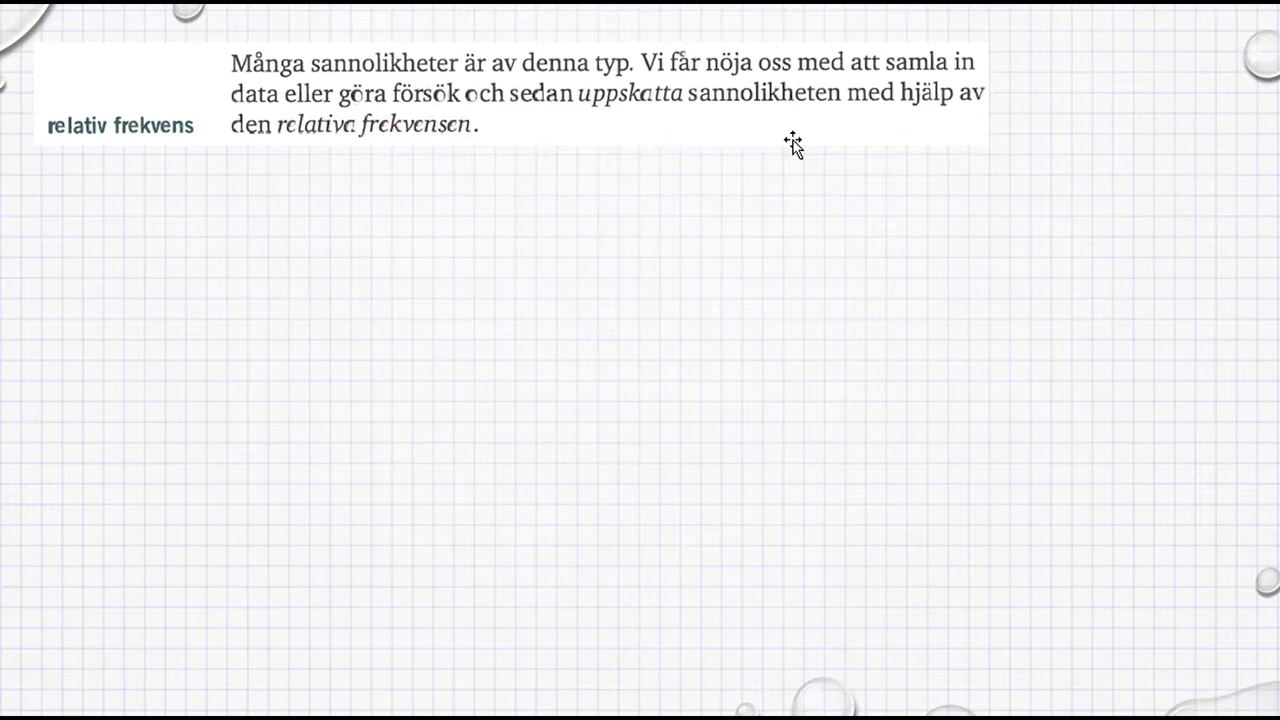 Många sannolikheter är av denna typ. Vi får nöja oss med att samla in
data eller göra försök och sedan uppskatta sannolikheten med hjälp av
relativ frekvens den relativa frekvensen.